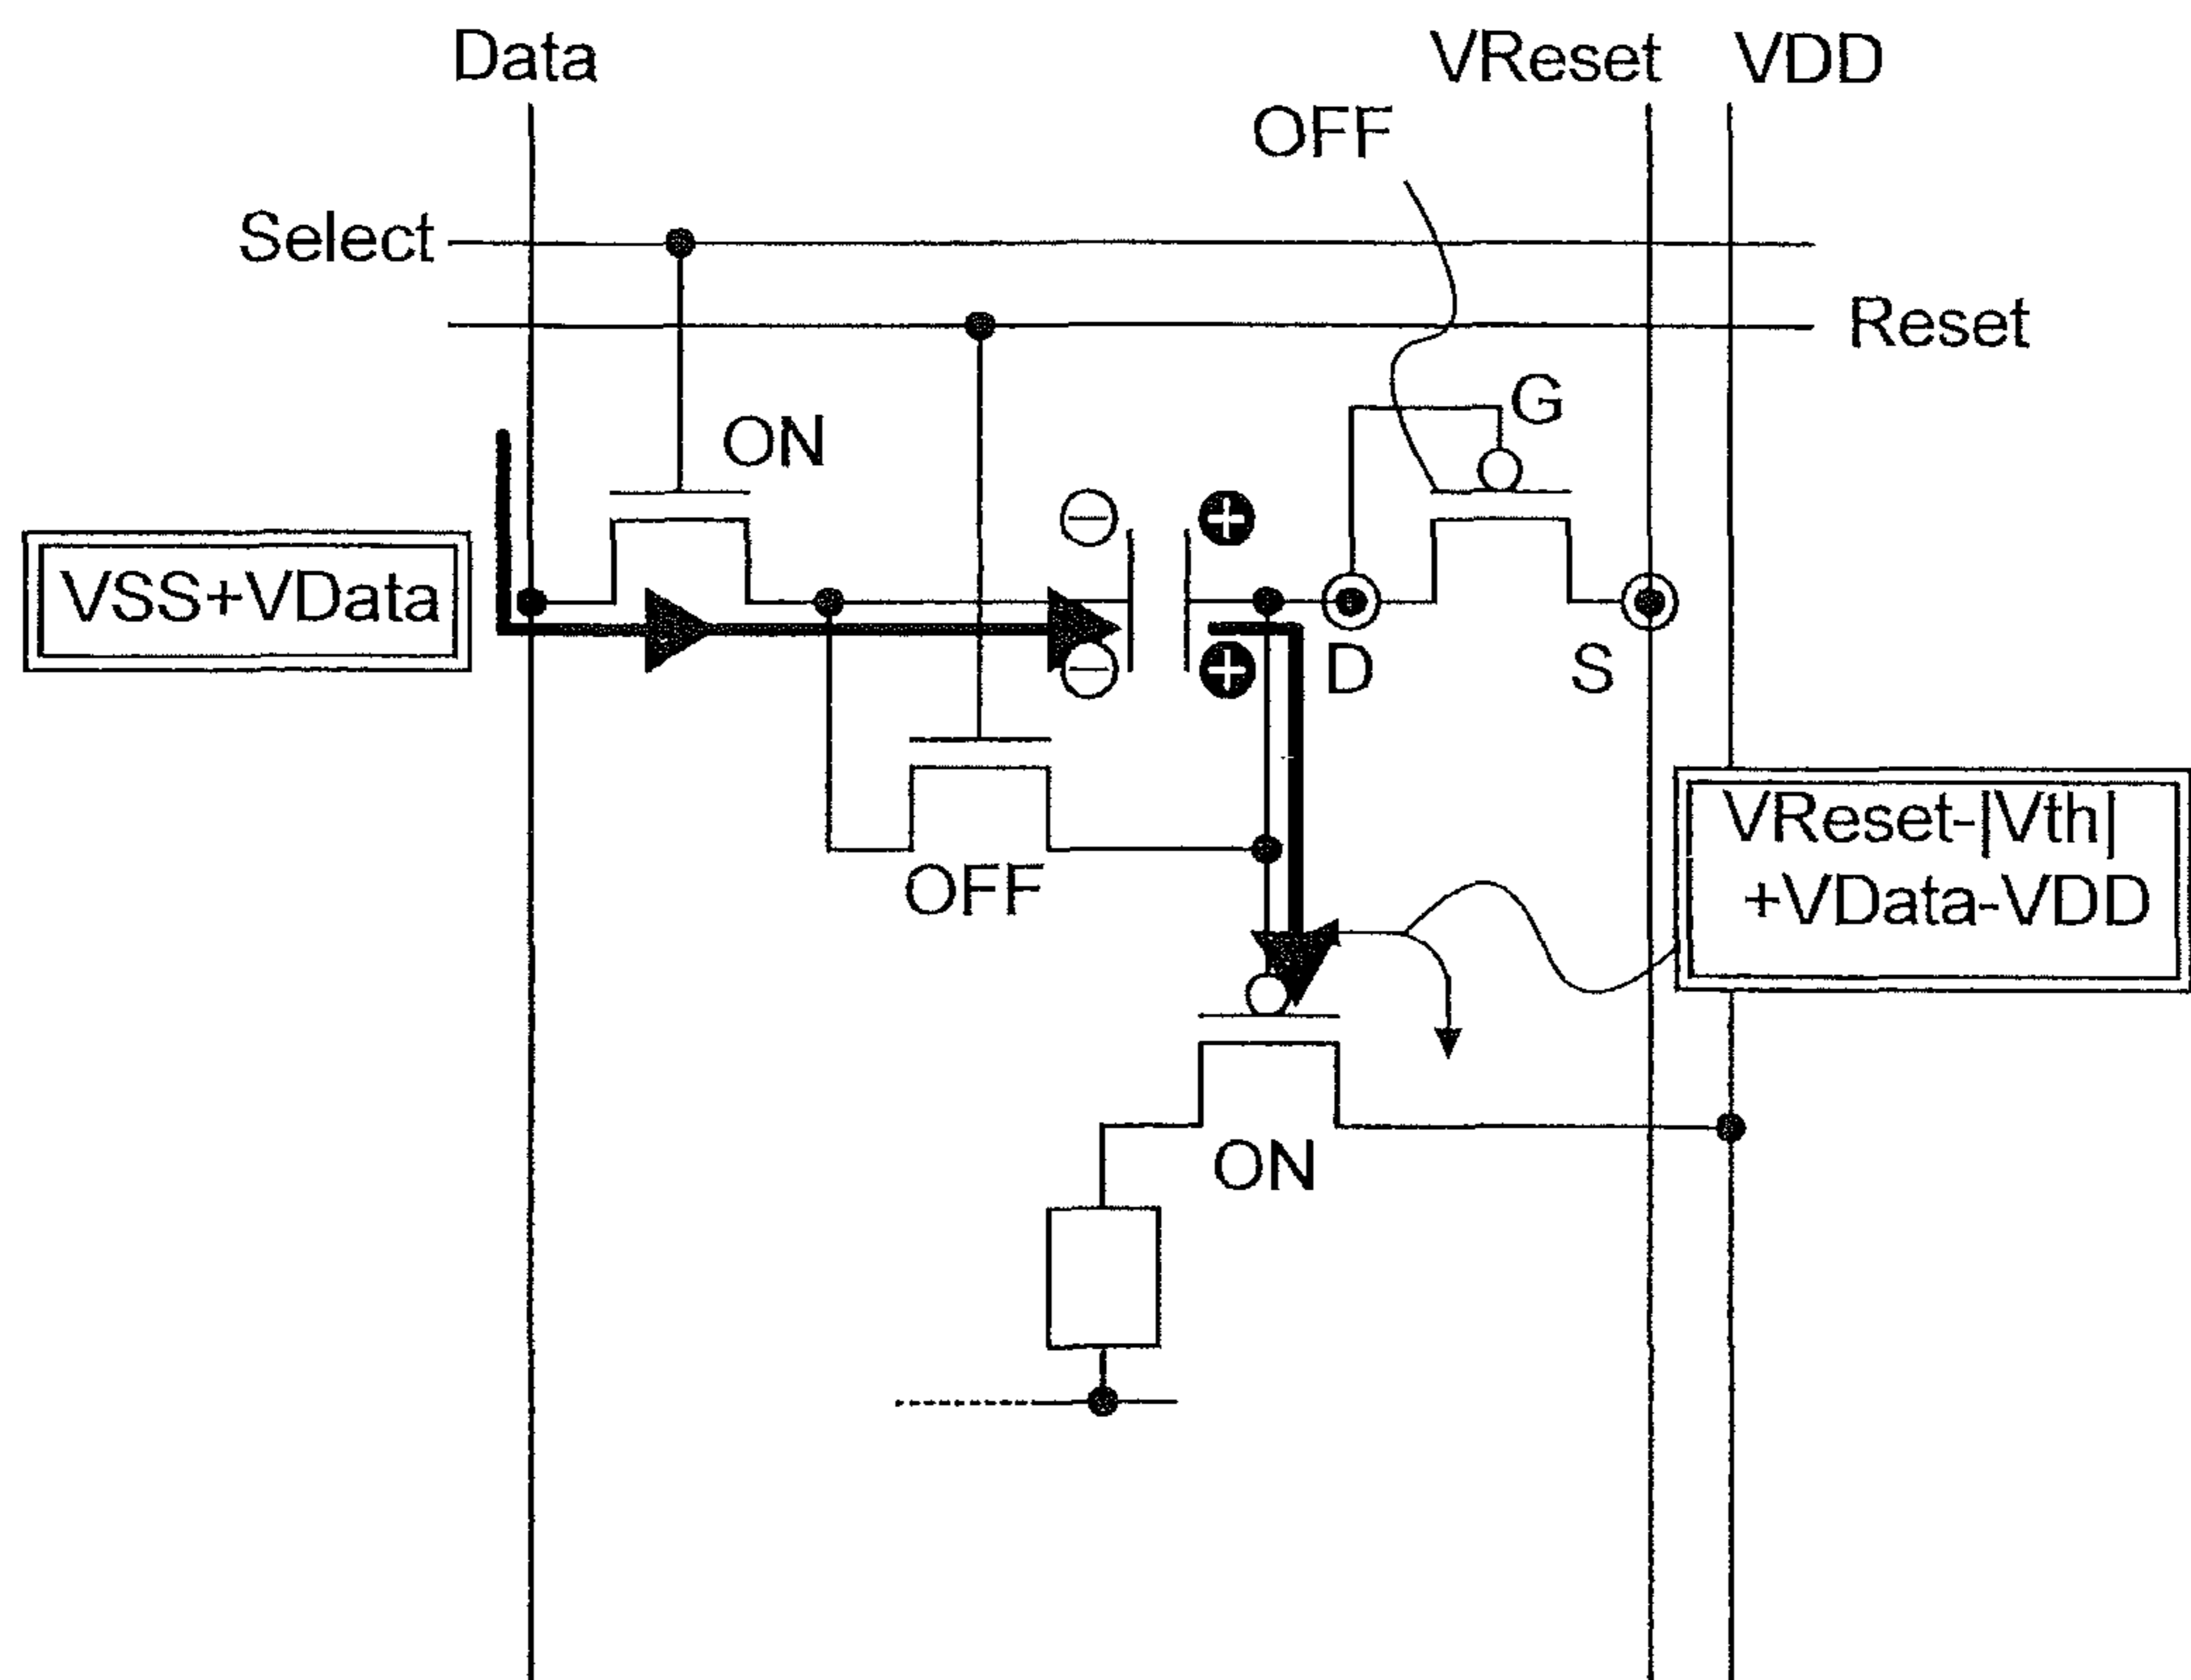 Data
VReset
VDD
OFF
Select
Reset
G
ON
VSS+VData
D
S
OFF
VReset-|Vth|
+VData-VDD
ON